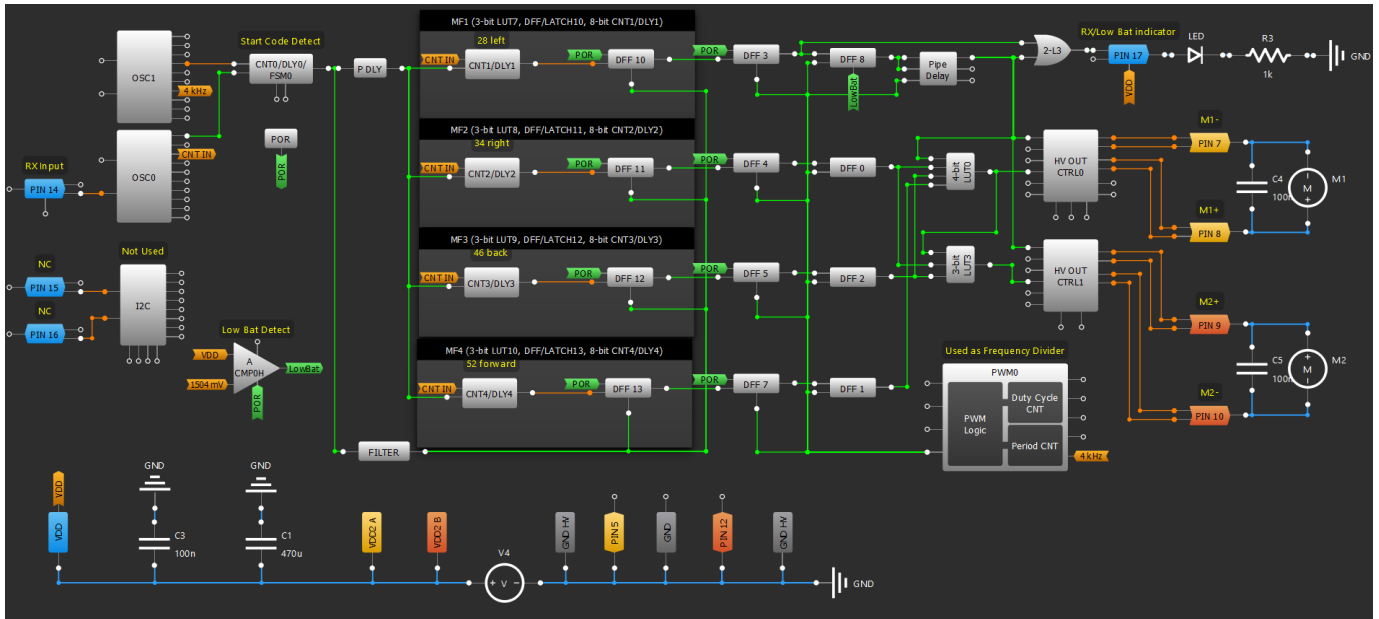 MF1 (3-bit LUT7, DFF/LATCH10, 8-bit CNT1/DLY1)
28 left
CNT IN
CNT1/DLY1
POR
DFF 10
MF2 (3-bit LUT8, DFF/LATCH11, 8-bit CNT2/DLY2)
34 right
CNT IN
CNT2/DLY2
POR
DFF 11
MF3 (3-bit LUT9, DFF/LATCH12, 8-bit CNT3/DLY3)
46 back
CNT IN
CNT3/DLY3
POR
DFF 12
MF4 (3-bit LUT10, DFF/LATCH13, 8-bit CNT4/DLY4)
52 forward
CNT IN
CNT4/DLY4
POR
DFF 13
OSC1
4 kHz
Start Code Detect
CNT0/DLY0/
FSM0
P DLY
POR
POR
OSC0
CNT IN
RX Input
PIN 14
NC
PIN 15
NC
PIN 16
Not Used
I2C
Low Bat Detect
VDD
1504 mV
A
CMP0H
LowBat
POR
FILTER
POR
DFF 3
POR
DFF 4
POR
DFF 5
POR
DFF 7
DFF 8
LowBat
Pipe
Delay
DFF 0
DFF 2
DFF 1
4-bit
LUT0
3-bit
LUT3
2-L3
RX/Low Bat indicator
PIN 17
VDD
LED
R3
1k
GND
HV OUT
CTRL0
HV OUT
CTRL1
M1-
PIN 7
M1+
PIN 8
C4
100n
M
M1
M2+
PIN 9
M2-
PIN 10
C5
100n
M
M2
Used as Frequency Divider
PWM0
PWM
Logic
Duty Cycle
CNT
Period CNT
4 kHz
VDD
VDD
GND
C3
100n
GND
C1
470u
VDD2 A
VDD2 B
V4
V
GND HV
PIN 5
GND
PIN 12
GND HV
GND